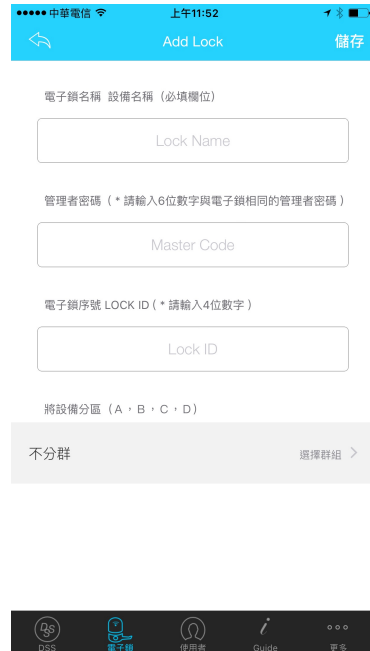 中華電信 上午11:52
Add Lock 儲存
電子鎖名稱 設備名稱（必填欄位）
Lock Name
管理者密碼（* 請輸入6位數字與電子鎖相同的管理者密碼）
Master Code
電子鎖序號 LOCK ID（* 請輸入4位數字）
Lock ID
將設備分區（A，B，C，D）
不分群 選擇群組 >
DSS 電子鎖 使用者 Guide 更多